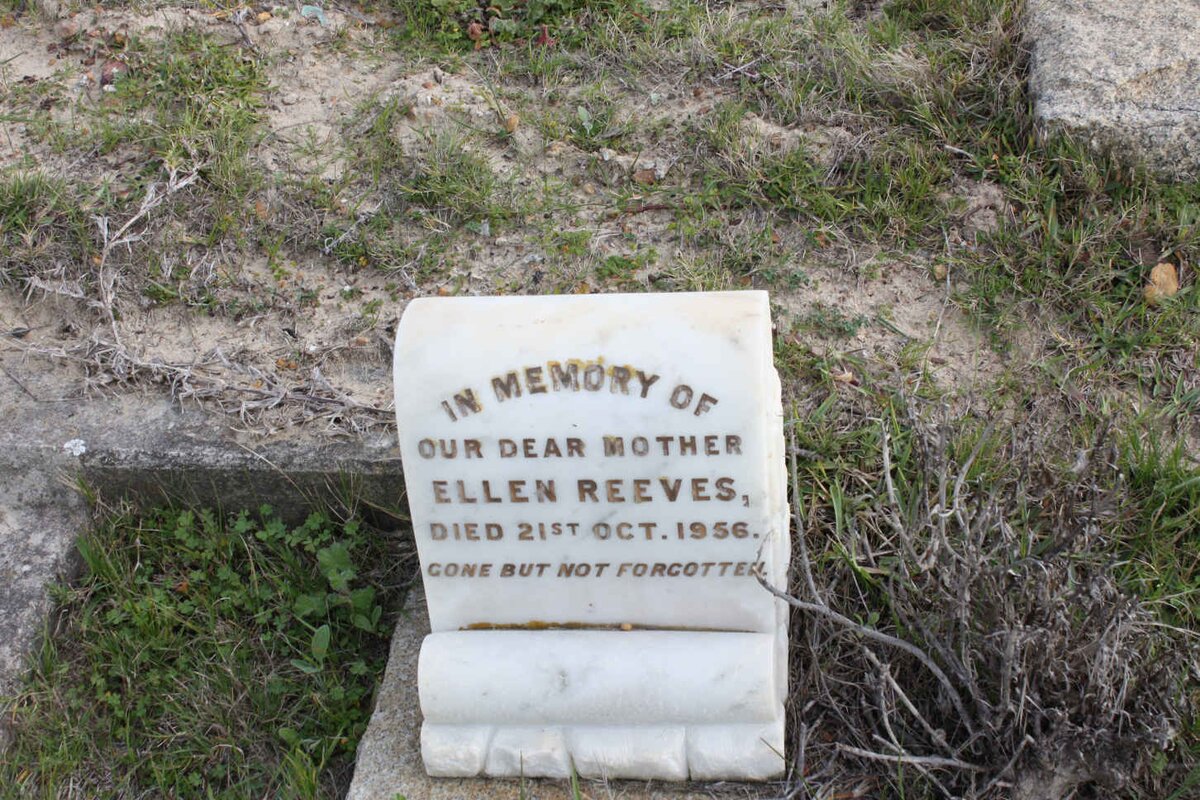 IN MEMORY OF
OUR DEAR MOTHER
ELLEN REEVES,
DIED 21ST OCT. 1956.
GONE BUT NOT FORGOTTEN.